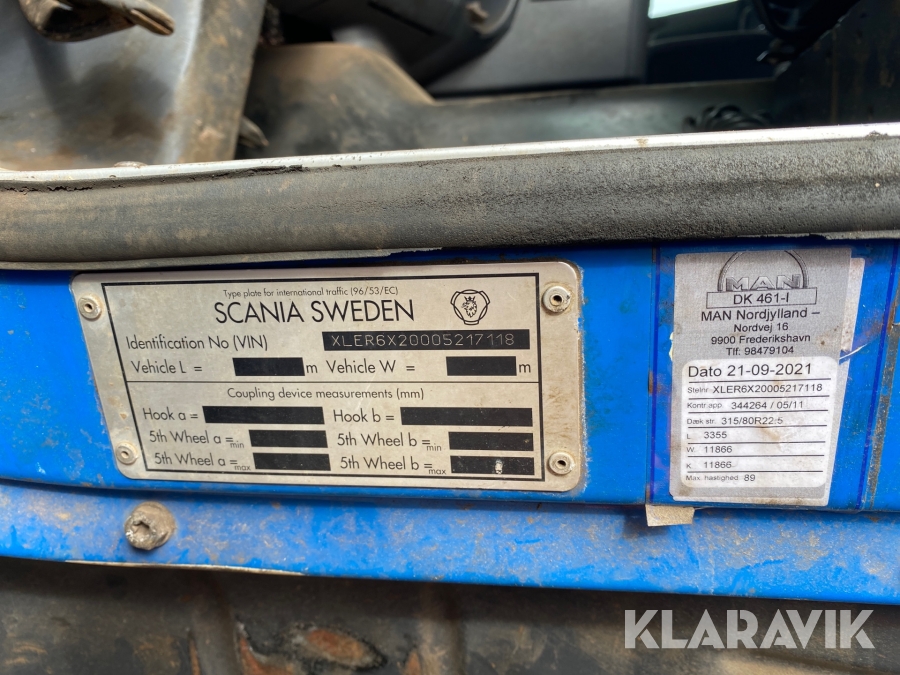 Type plate for international traffic (96/53/EC)
SCANIA SWEDEN
Identification No (VIN) XLER6X20005217118
Vehicle L = m Vehicle W = m
Coupling device measurements (mm)
Hook a = Hook b =
5th Wheel a =min 5th Wheel b =min
5th Wheel a =max 5th Wheel b =max
MAN
DK 461-I
MAN Nordjylland –
Nordvej 16
9900 Frederikshavn
Tlf: 98479104
Dato 21-09-2021
Stelnr. XLER6X20005217118
Kontr app. 344264 / 05/11
Dæk str. 315/80R22.5
L 3355
W 11866
K 11866
Max. hastighed 89
KLARAVIK